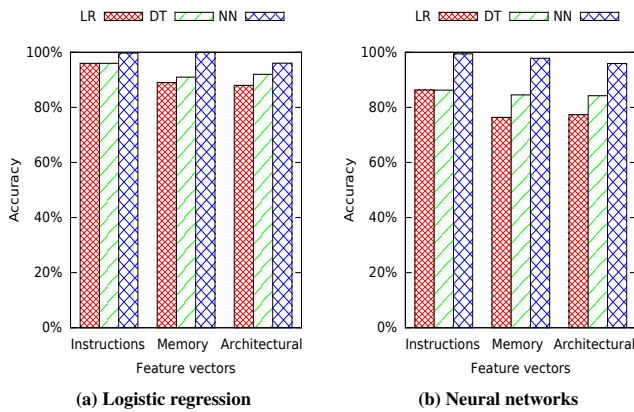 LR DT NN
100%
80%
60%
40%
20%
0%
Accuracy
Instructions Memory Architectural
Feature vectors
(a) Logistic regression
LR DT NN
100%
80%
60%
40%
20%
0%
Accuracy
Instructions Memory Architectural
Feature vectors
(b) Neural networks